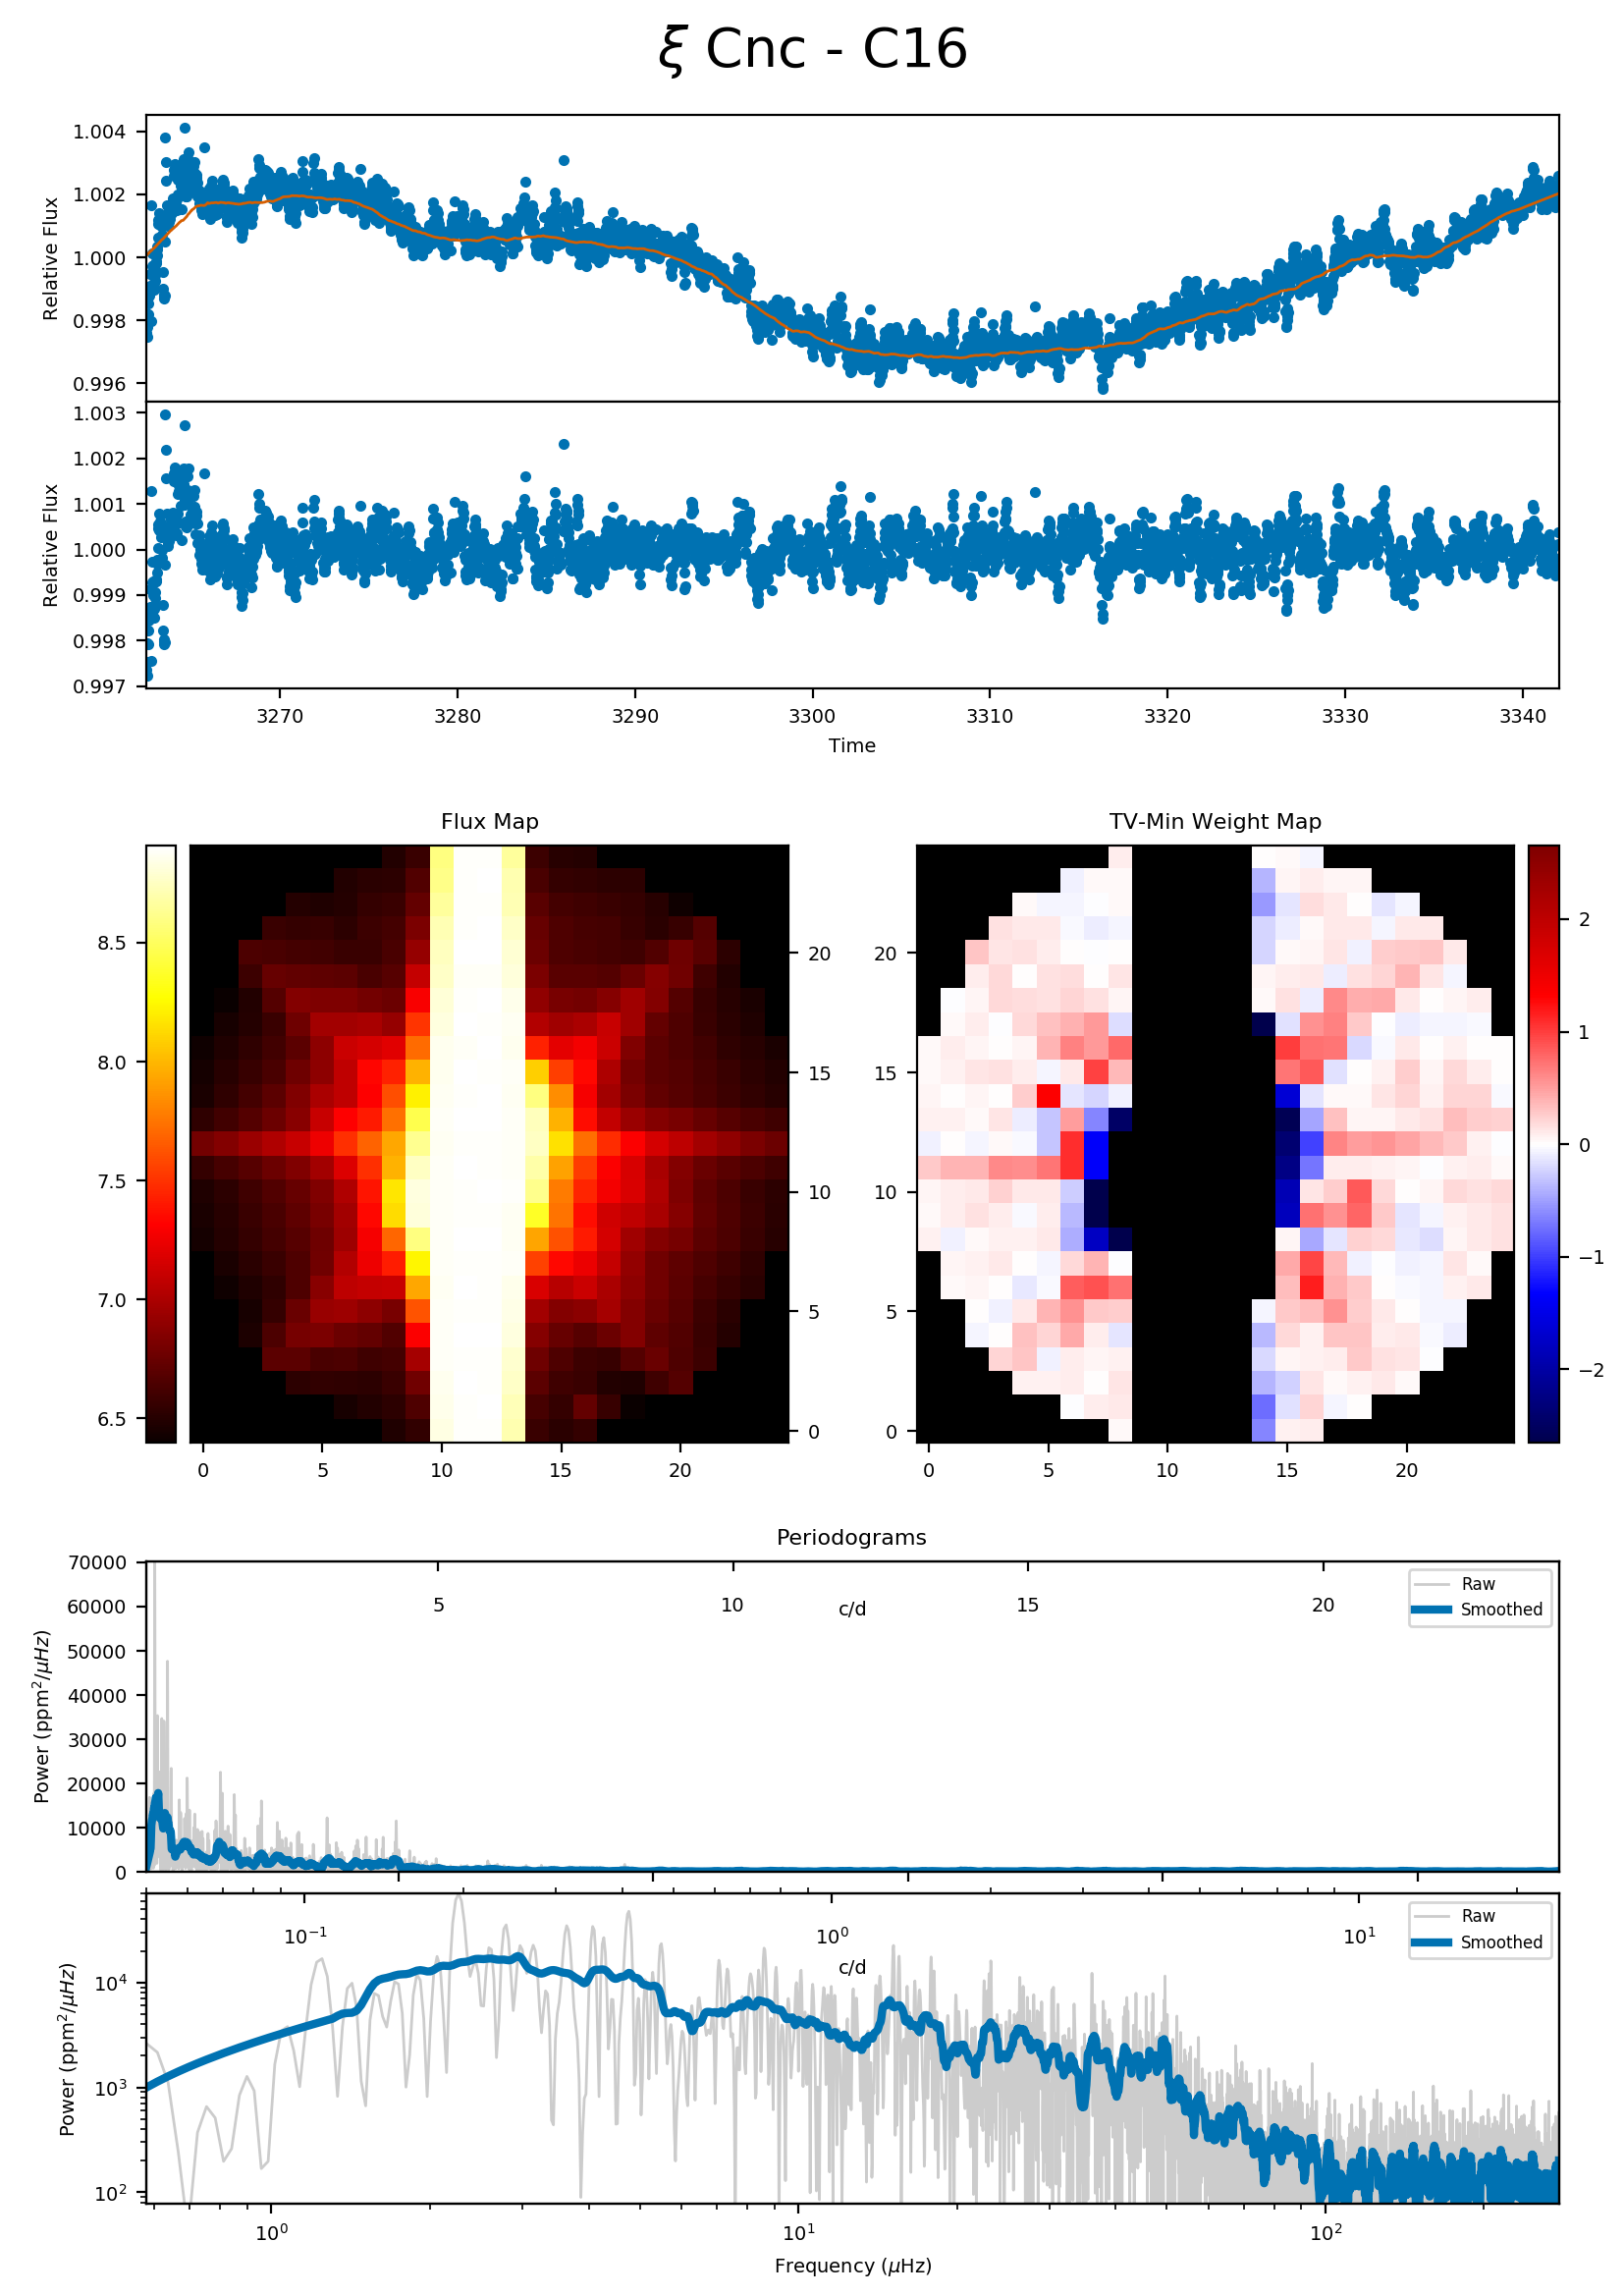 ξ Cnc - C16
1.004
1.002
1.000
0.998
0.996
Relative Flux
1.003
1.002
1.001
1.000
0.999
0.998
0.997
Relative Flux
3270 3280 3290 3300 3310 3320 3330 3340
Time
Flux Map
8.5
8.0
7.5
7.0
6.5
20
15
10
5
0
0 5 10 15 20
TV-Min Weight Map
20
15
10
5
0
0 5 10 15 20
2
1
0
−1
−2
Periodograms
70000
60000
50000
40000
30000
20000
10000
0
Power (ppm²/μHz)
5 10 15 20
c/d
Raw
Smoothed
10⁻¹ 10⁰ 10¹
c/d
Raw
Smoothed
10⁴
10³
10²
Power (ppm²/μHz)
10⁰ 10¹ 10²
Frequency (μHz)